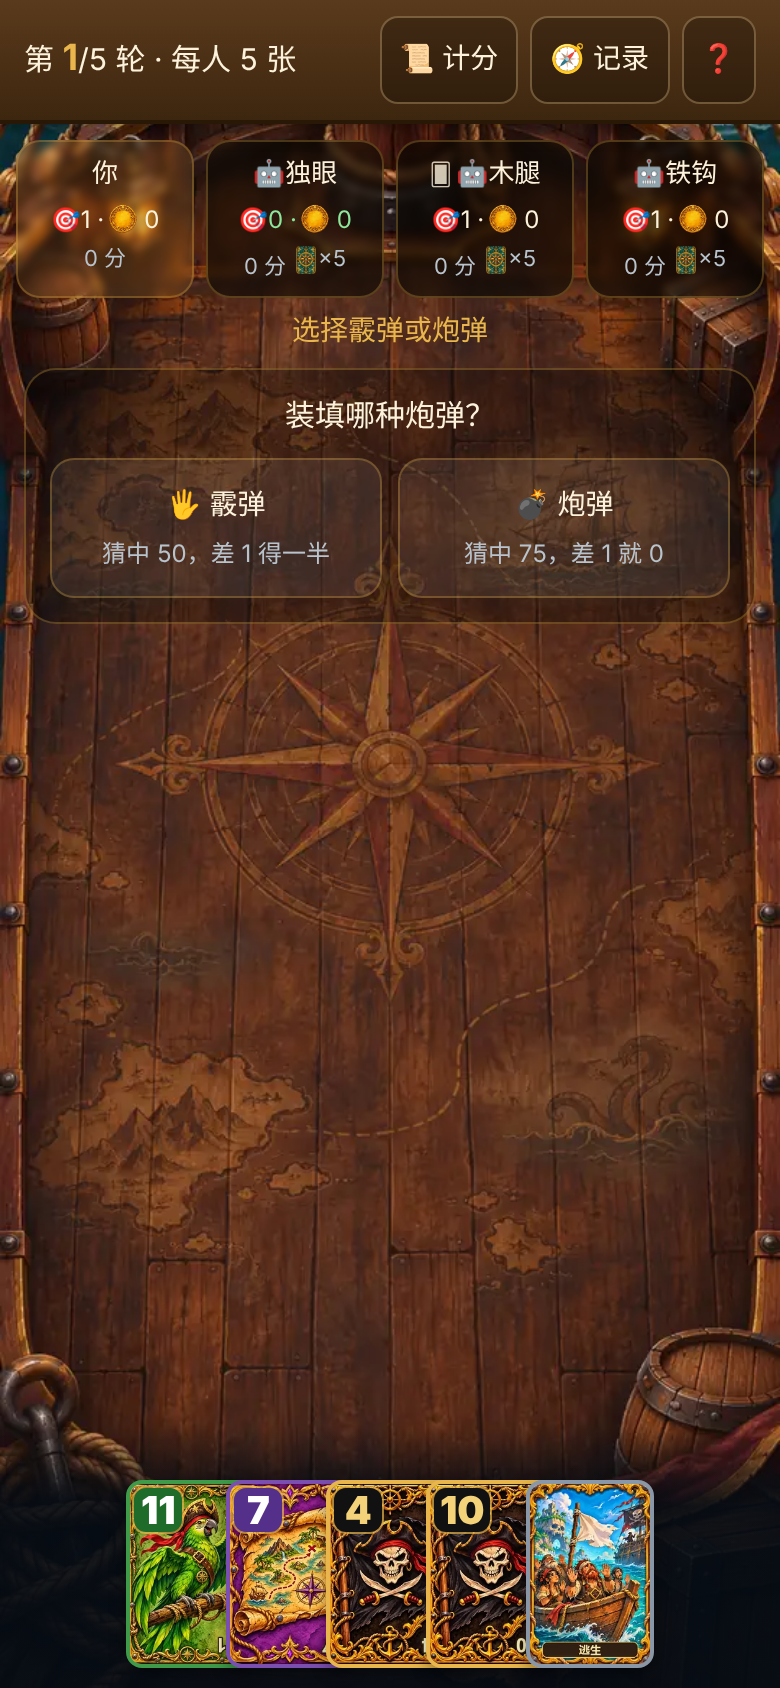 第 1/5 轮 · 每人 5 张
计分
记录
你
1 · 0
0 分
独眼
0 · 0
0 分 ×5
木腿
1 · 0
0 分 ×5
铁钩
1 · 0
0 分 ×5
选择霰弹或炮弹
装填哪种炮弹?
霰弹
猜中 50，差 1 得一半
炮弹
猜中 75，差 1 就 0
11
7
4
10
逃生